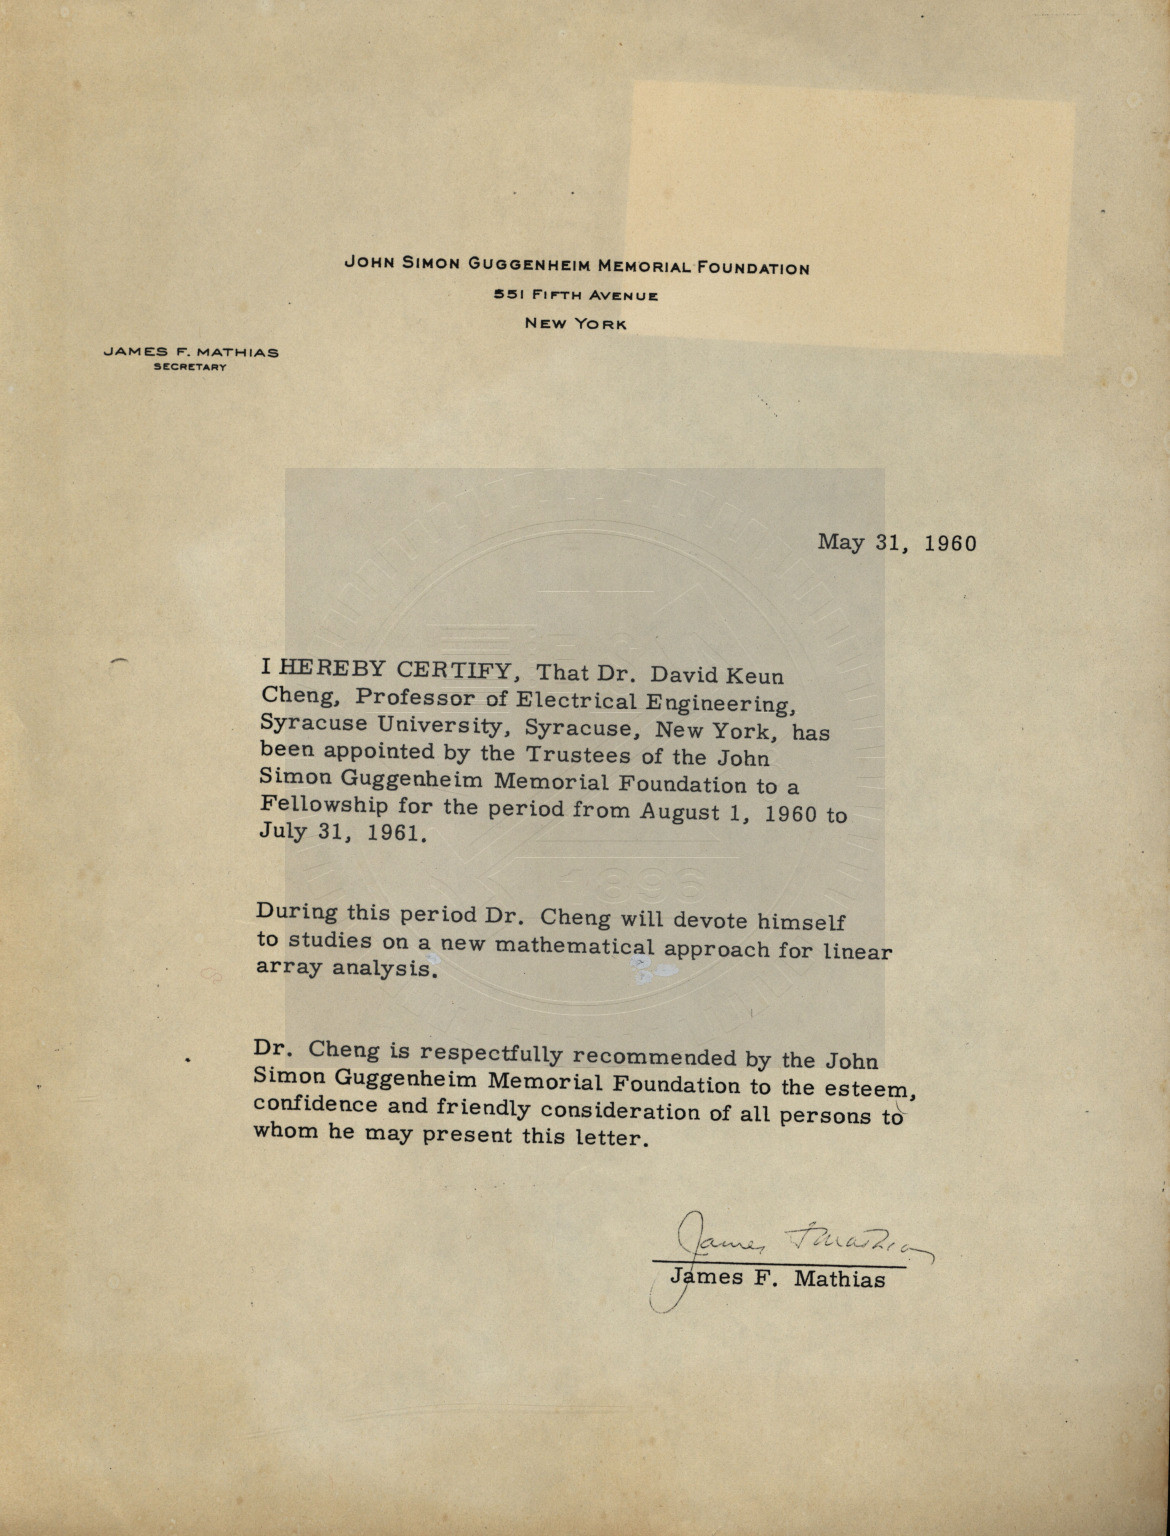 JOHN SIMON GUGGENHEIM MEMORIAL FOUNDATION
551 FIFTH AVENUE
NEW YORK
JAMES F. MATHIAS
SECRETARY
May 31, 1960
I HEREBY CERTIFY, That Dr. David Keun
Cheng, Professor of Electrical Engineering,
Syracuse University, Syracuse, New York, has
been appointed by the Trustees of the John
Simon Guggenheim Memorial Foundation to a
Fellowship for the period from August 1, 1960 to
July 31, 1961.
1896
During this period Dr. Cheng will devote himself
to studies on a new mathematical approach for linear
array analysis.
Dr. Cheng is respectfully recommended by the John
Simon Guggenheim Memorial Foundation to the esteem,
confidence and friendly consideration of all persons to
whom he may present this letter.
James F. Mathias
James F. Mathias